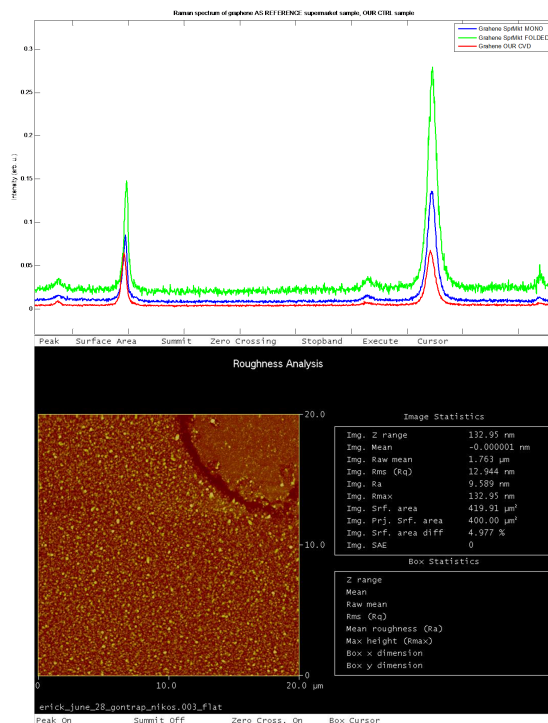 Raman spectrum of graphene AS REFERENCE supermarket sample, OUR CTRL sample
Grahene SprMkt MONO
Grahene SprMkt FOLDED
Grahene OUR CVD
0.3
0.25
0.2
Intensity (arb. u.)
0.15
0.1
0.05
0
Peak Surface Area Summit Zero Crossing Stopband Execute Cursor
Roughness Analysis
20.0
10.0
0
0 10.0 20.0 µm
Image Statistics
Img. Z range 132.95 nm
Img. Mean -0.000001 nm
Img. Raw mean 1.763 µm
Img. Rms (Rq) 12.944 nm
Img. Ra 9.589 nm
Img. Rmax 132.95 nm
Img. Srf. area 419.91 µm²
Img. Prj. Srf. area 400.00 µm²
Img. Srf. area diff 4.977 %
Img. SAE 0
Box Statistics
Z range
Mean
Raw mean
Rms (Rq)
Mean roughness (Ra)
Max height (Rmax)
Box x dimension
Box y dimension
erick_june_28_gontrap_nikos.003_flat
Peak On Summit Off Zero Cross. On Box Cursor